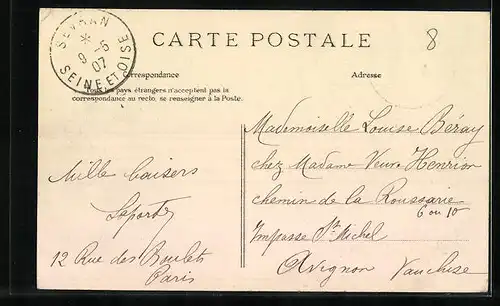 SEVRAN
* 
9 -6
07
SEINE ET OISE
CARTE POSTALE
8
Correspondance
Adresse
Tous les pays étrangers n'acceptent pas la
correspondance au recto, se renseigner à la Poste.
Mademoiselle Louise Béray
chez Madame Veuve Henrion
chemin de la Roussarie
6 ou 10
Impasse St Michel
Avignon Vaucluse
Mille baisers
12 Rue des
Paris